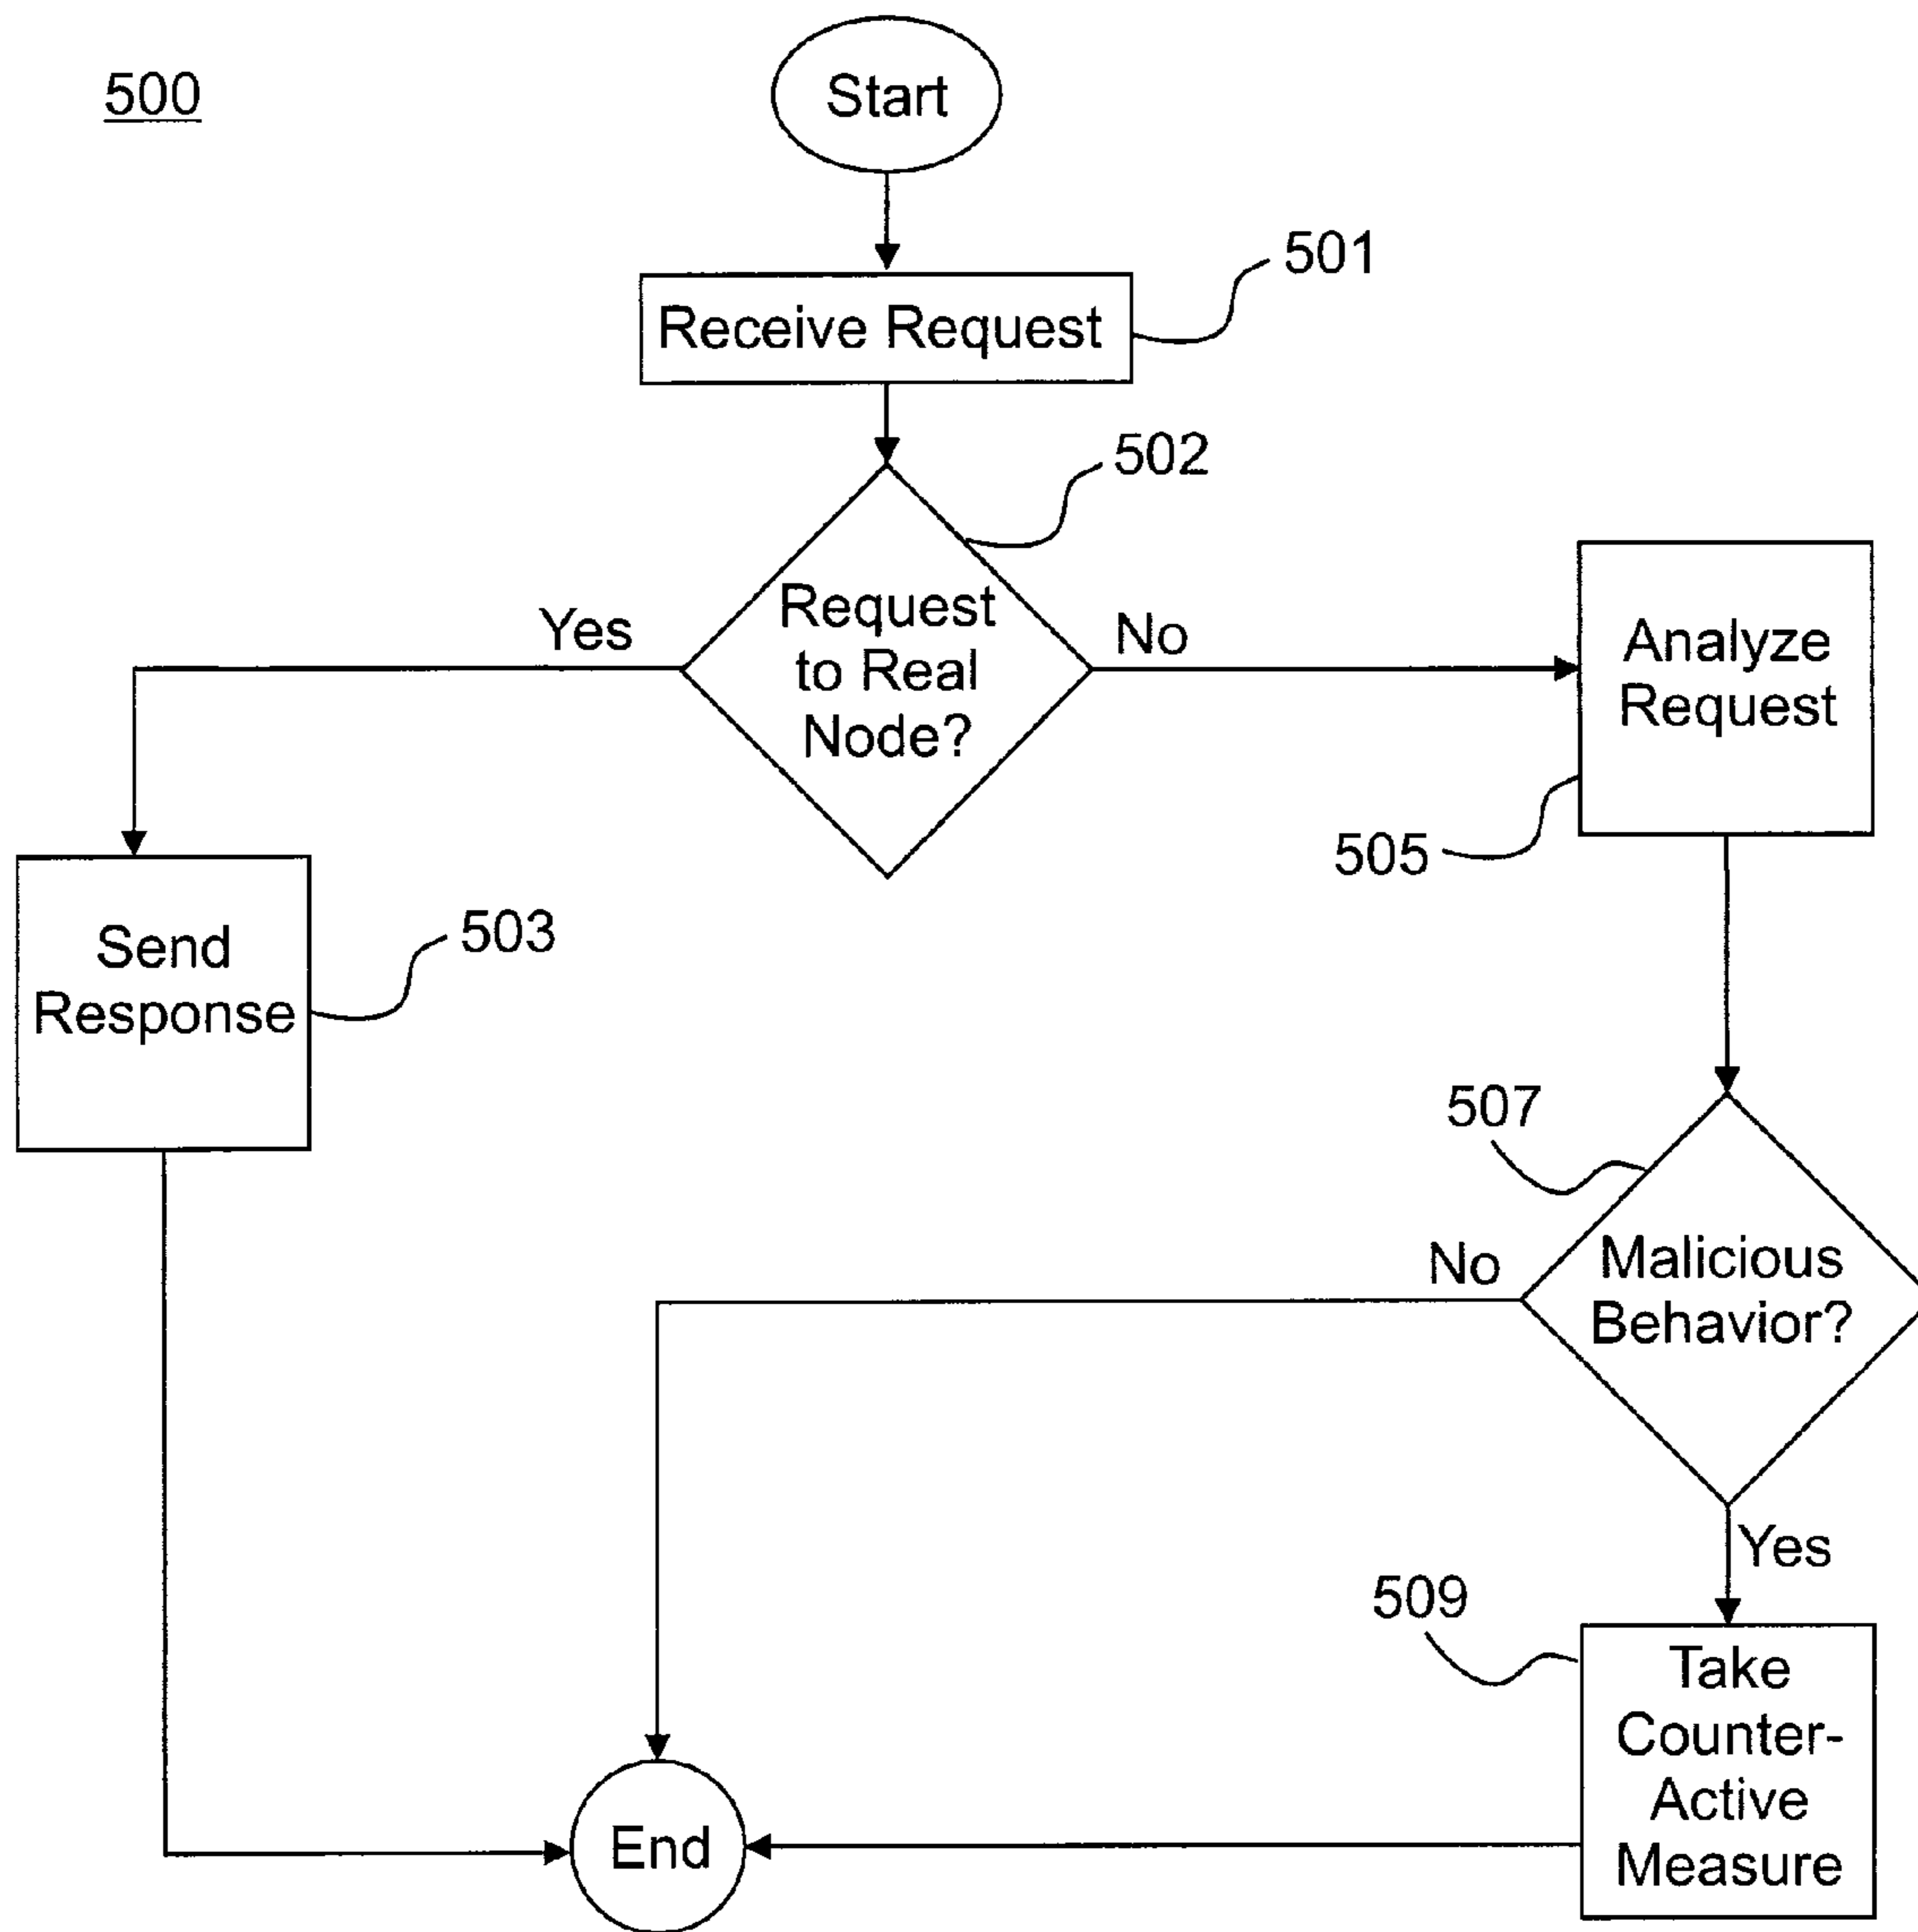 500
Start
501
Receive Request
502
Request
to Real
Node?
Yes
No
Analyze
Request
505
Send
Response
503
507
Malicious
Behavior?
No
Yes
509
Take
Counter-
Active
Measure
End